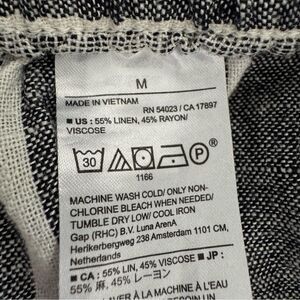 M
MADE IN VIETNAM
RN 54023 / CA 17897
■ US : 55% LINEN, 45% RAYON/
VISCOSE
30
P
1166
MACHINE WASH COLD/ ONLY NON-
CHLORINE BLEACH WHEN NEEDED/
TUMBLE DRY LOW/ COOL IRON
Gap (RHC) B.V. Luna ArenA
Herikerbergweg 238 Amsterdam 1101 CM,
Netherlands
■ CA : 55% LIN, 45% VISCOSE ■ JP :
55% 麻, 45% レーヨン
LAVER À LA MACHINE À L'EAU